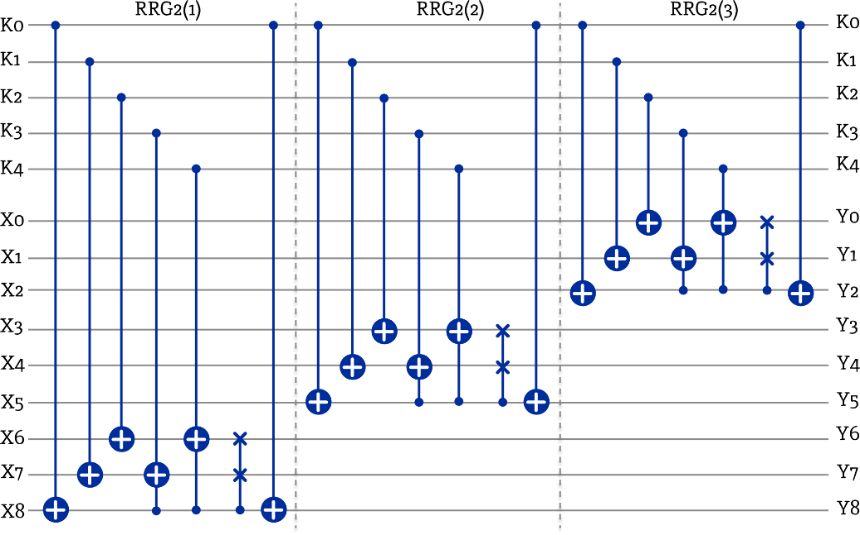 RRG2(1) RRG2(2) RRG2(3)
K0 K0
K1 K1
K2 K2
K3 K3
K4 K4
X0 Y0
X1 Y1
X2 Y2
X3 Y3
X4 Y4
X5 Y5
X6 Y6
X7 Y7
X8 Y8